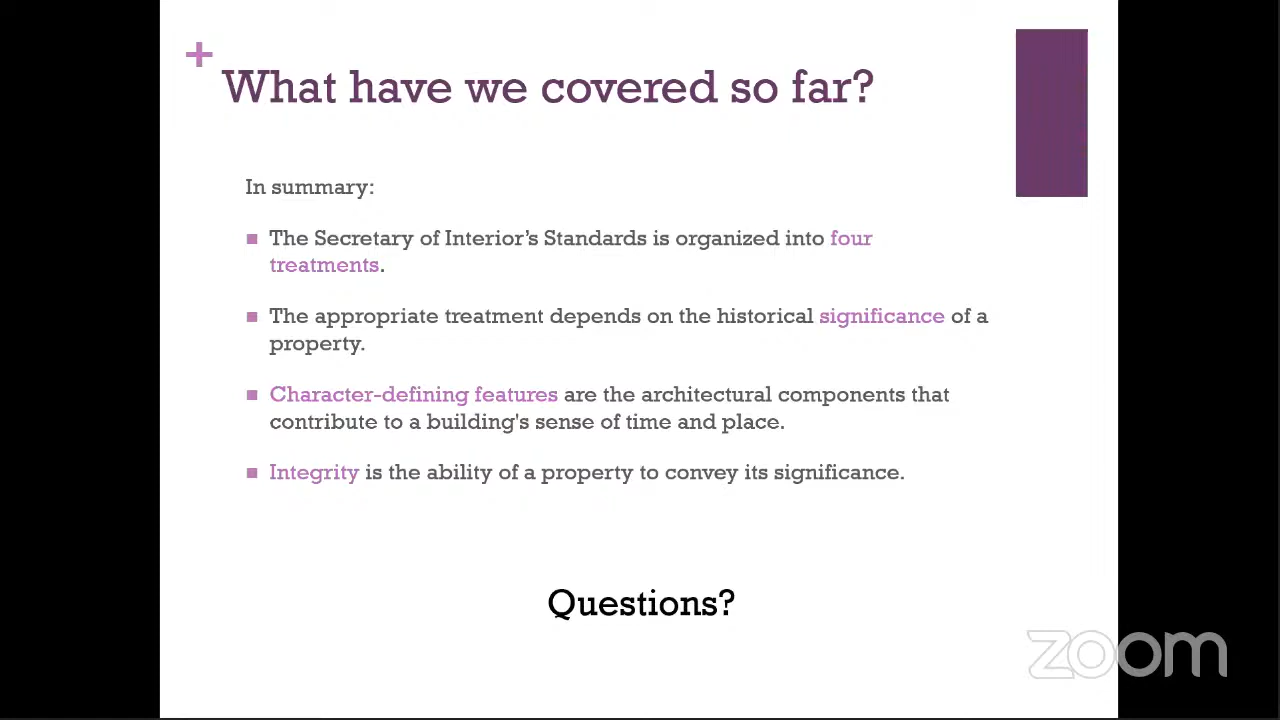 +
What have we covered so far?
In summary:
■ The Secretary of Interior’s Standards is organized into four
treatments.
■ The appropriate treatment depends on the historical significance of a
property.
■ Character-defining features are the architectural components that
contribute to a building's sense of time and place.
■ Integrity is the ability of a property to convey its significance.
Questions?
zoom